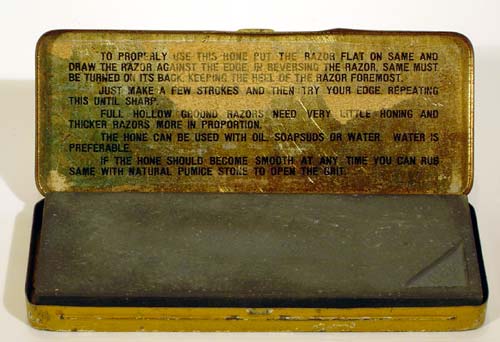 TO PROPERLY USE THIS HONE PUT THE RAZOR FLAT ON SAME AND
DRAW THE RAZOR AGAINST THE EDGE, IN REVERSING THE RAZOR, SAME MUST
BE TURNED ON ITS BACK, KEEPING THE HEEL OF THE RAZOR FOREMOST.
JUST MAKE A FEW STROKES AND THEN TRY YOUR EDGE, REPEATING
THIS UNTIL SHARP.
FULL HOLLOW GROUND RAZORS NEED VERY LITTLE HONING AND
THICKER RAZORS MORE IN PROPORTION.
THE HONE CAN BE USED WITH OIL, SOAPSUDS OR WATER. WATER IS
PREFERABLE.
IF THE HONE SHOULD BECOME SMOOTH AT ANY TIME YOU CAN RUB
SAME WITH NATURAL PUMICE STONE TO OPEN THE GRIT.